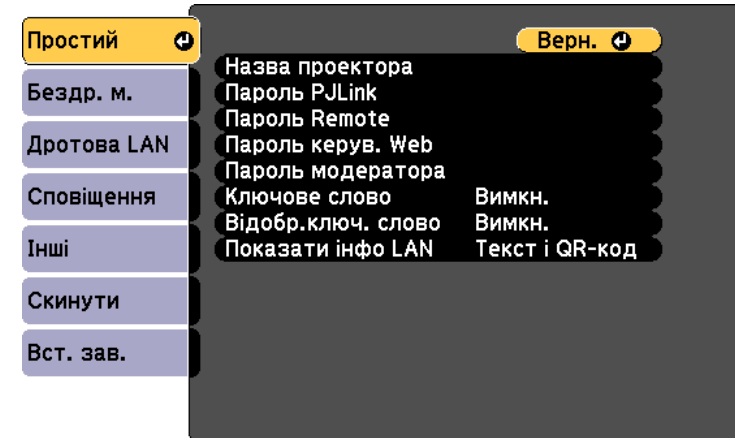 Простий
Бездр. м.
Дротова LAN
Сповіщення
Інші
Скинути
Вст. зав.
Верн.
Назва проектора
Пароль PJLink
Пароль Remote
Пароль керув. Web
Пароль модератора
Ключове слово Вимкн.
Відобр.ключ. слово Вимкн.
Показати інфо LAN Текст і QR-код